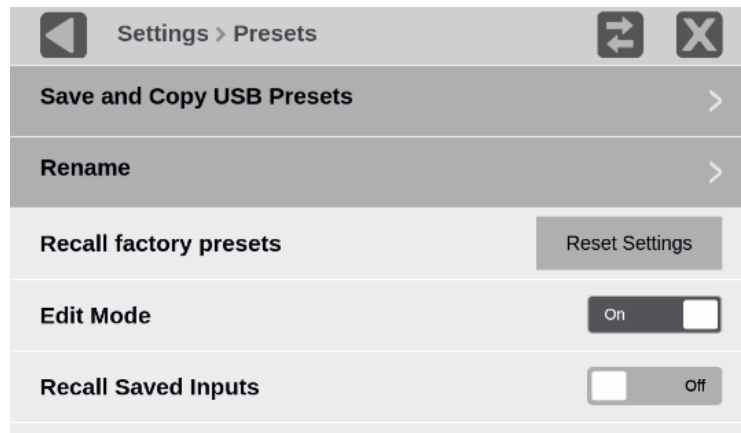 Settings > Presets
Save and Copy USB Presets
Rename
Recall factory presets
Reset Settings
Edit Mode
On
Recall Saved Inputs
Off